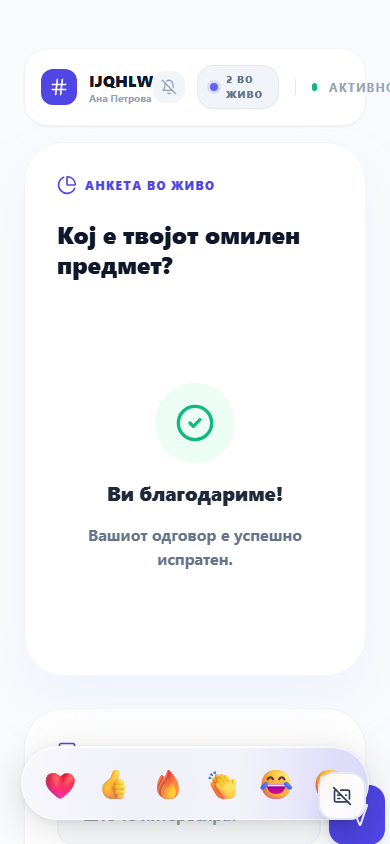 IJQHLW
Ана Петрова
2 ВО
ЖИВО
АКТИВНО
АНКЕТА ВО ЖИВО
Кој е твојот омилен
предмет?
Ви благодариме!
Вашиот одговор е успешно
испратен.